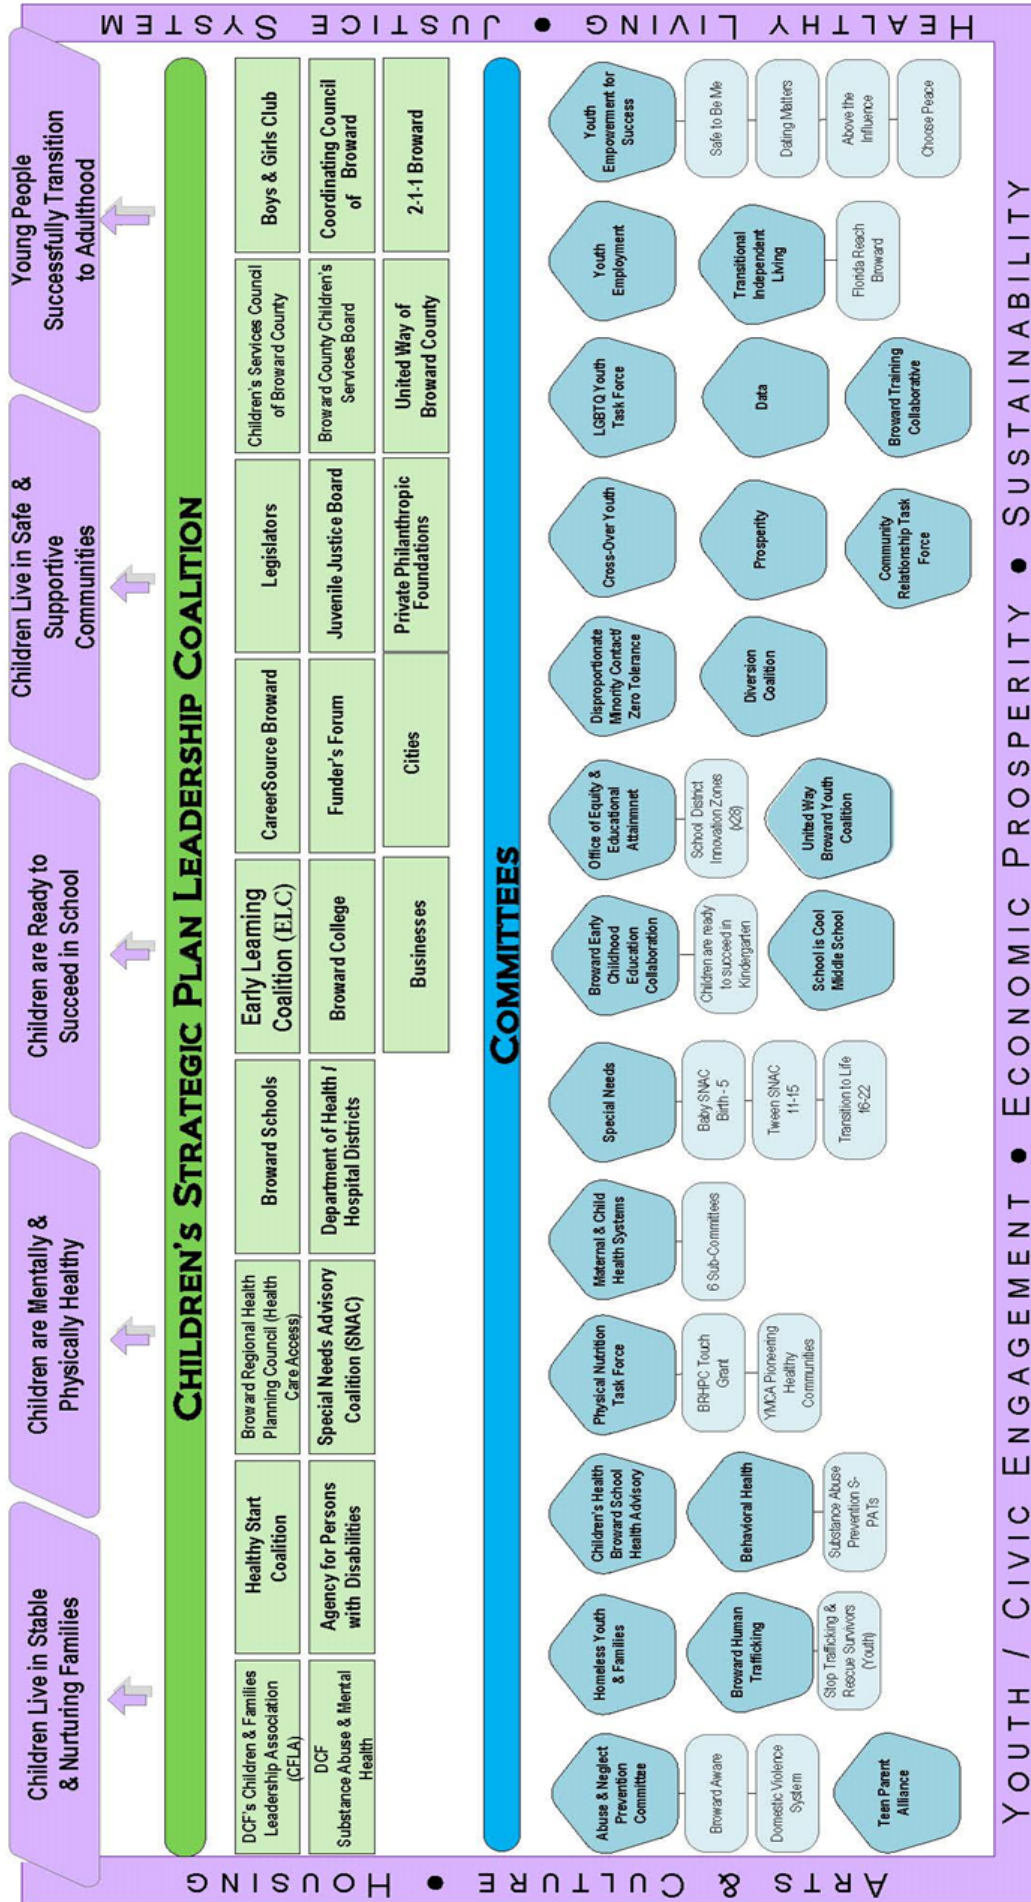 Children Live in Stable
& Nurturing Families
Children are Mentally &
Physically Healthy
Children are Ready to
Succeed in School
Children Live in Safe &
Supportive
Communities
Young People
Successfully Transition
to Adulthood
CHILDREN'S STRATEGIC PLAN LEADERSHIP COALITION
DCF's Children & Families
Leadership Association
(CFLA)
Healthy Start
Coalition
Broward Regional Health
Planning Council (Health
Care Access)
Broward Schools
Early Learning
Coalition (ELC)
CareerSource Broward
Legislators
Children's Services Council
of Broward County
Boys & Girls Club
DCF
Substance Abuse & Mental
Health
Agency for Persons
with Disabilities
Special Needs Advisory
Coalition (SNAC)
Department of Health /
Hospital Districts
Broward College
Funder's Forum
Juvenile Justice Board
Broward County Children's
Services Board
Coordinating Council
of Broward
Businesses
Cities
Private Philanthropic
Foundations
United Way of
Broward County
2-1-1 Broward
COMMITTEES
Abuse & Neglect
Prevention
Committee
Broward Aware
Domestic Violence
System
Teen Parent
Alliance
Homeless Youth
& Families
Broward Human
Trafficking
Stop Trafficking &
Rescue Survivors
(Youth)
Children's Health
Broward School
Health Advisory
Behavioral Health
Substance Abuse
Prevention S-
PATs
Physical Nutrition
Task Force
BRHPC Touch
Grant
YMCA Pioneering
Healthy
Communities
Maternal & Child
Health Systems
6 Sub-Committees
Special Needs
Baby SNAC
Birth - 5
Tween SNAC
11-15
Transition to Life
16-22
Broward Early
Childhood
Education
Collaboration
Children are ready
to succeed in
Kindergarten
School is Cool
Middle School
Office of Equity &
Educational
Attainmnet
School District
Innovation Zones
(x28)
United Way
Broward Youth
Coalition
Disproportionate
Minority Contact/
Zero Tolerance
Diversion
Coalition
Cross-Over Youth
Prosperity
Community
Relationship Task
Force
LGBTQ Youth
Task Force
Data
Broward Training
Collaborative
Youth
Employment
Transitional
Independent
Living
Florida Reach
Broward
Youth
Empowerment for
Success
Safe to Be Me
Dating Matters
Above the
Influence
Choose Peace
ARTS & CULTURE ● HOUSING
YOUTH / CIVIC ENGAGEMENT ● ECONOMIC PROSPERITY ● SUSTAINABILITY
HEALTHY LIVING ● JUSTICE SYSTEM